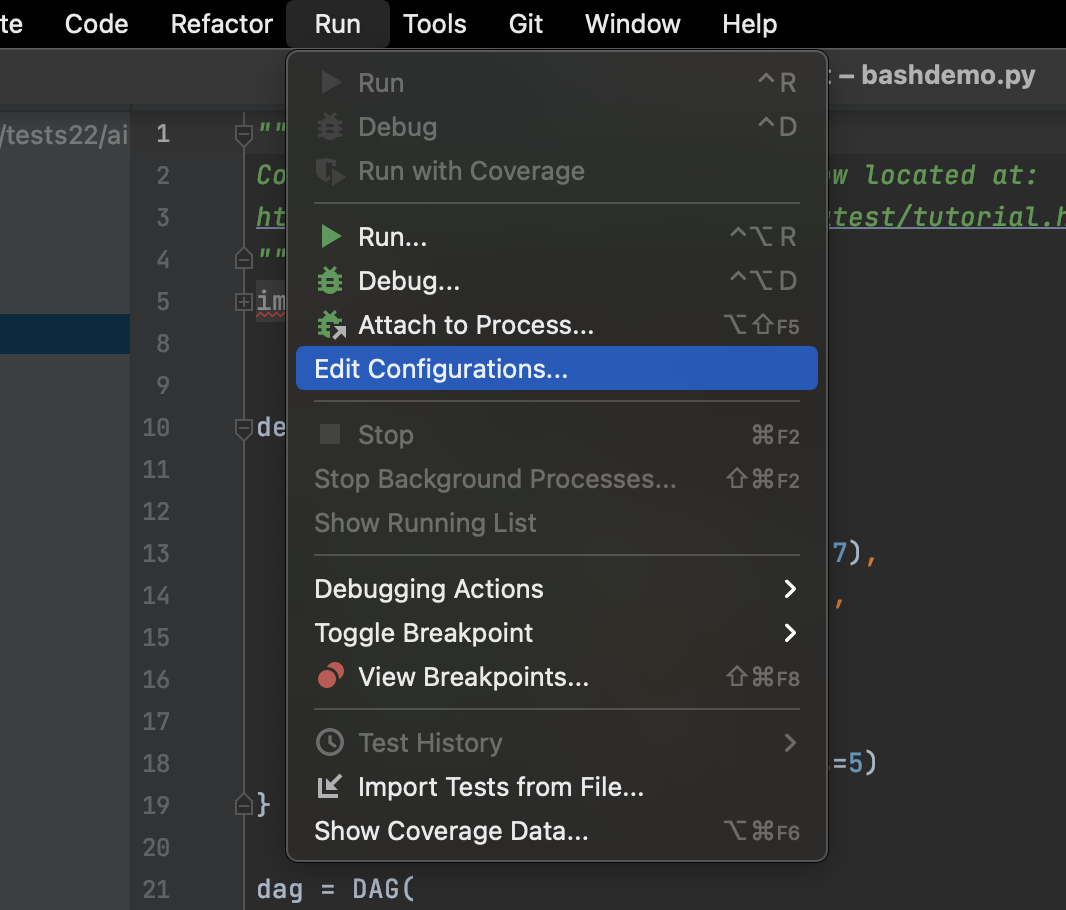 te Code Refactor Run Tools Git Window Help
– bashdemo.py
Run ^R
Debug ^D
Run with Coverage
Run... ^⌥R
Debug... ^⌥D
Attach to Process... ⌥⇧F5
Edit Configurations...
Stop ⌘F2
Stop Background Processes... ⇧⌘F2
Show Running List
Debugging Actions
Toggle Breakpoint
View Breakpoints... ⇧⌘F8
Test History
Import Tests from File...
Show Coverage Data... ⌥⌘F6
/tests22/ai
1 ""
2 Co w located at:
3 ht test/tutorial.h
4 ""
5 im
8
9
10 de
11
12
13 7),
14 ,
15
16
17
18 =5)
19 }
20
21 dag = DAG(